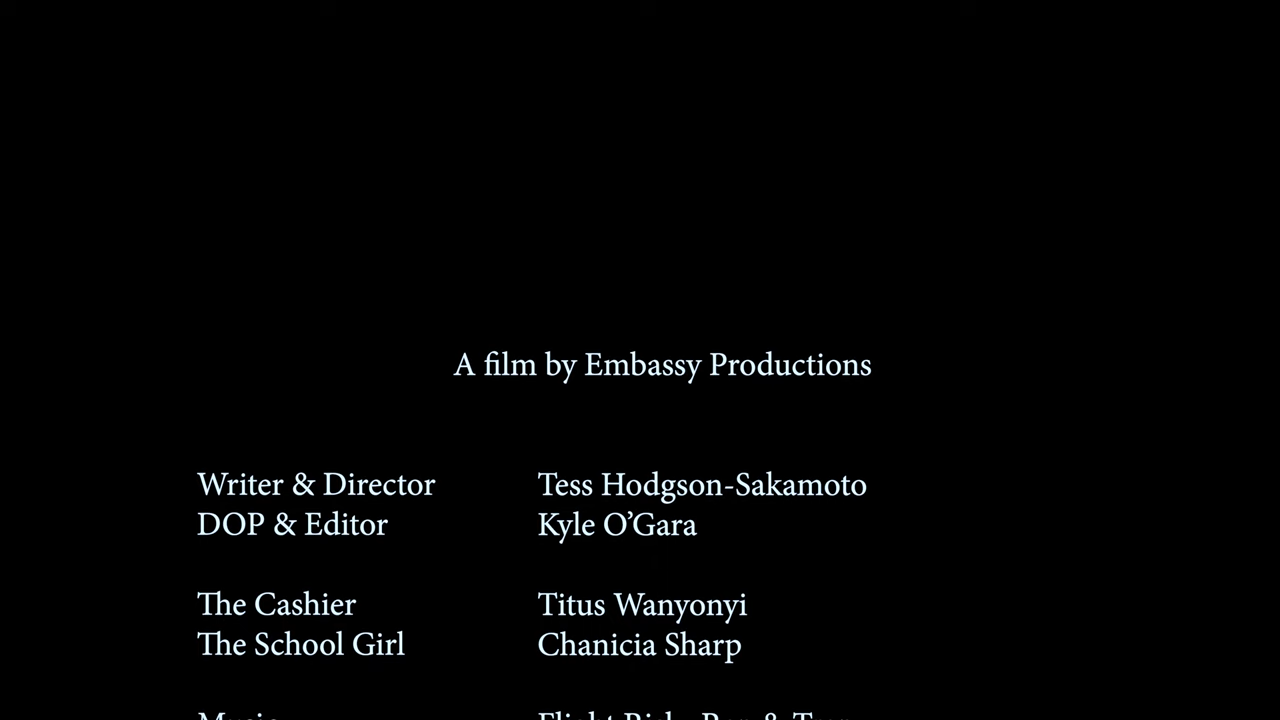 A film by Embassy Productions
Writer & Director Tess Hodgson-Sakamoto
DOP & Editor Kyle O’Gara
The Cashier Titus Wanyonyi
The School Girl Chanicia Sharp
Music